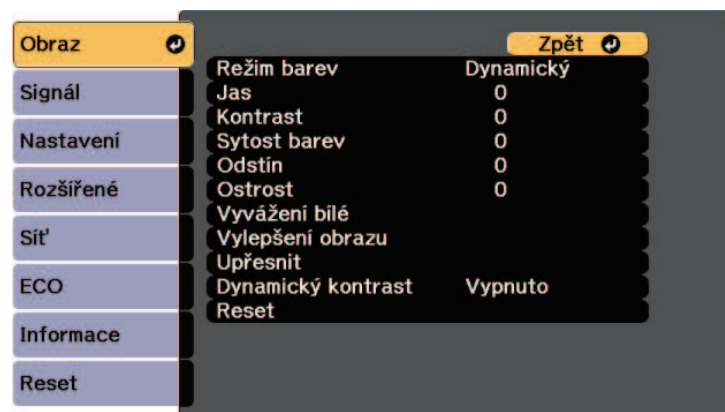 Obraz
Signál
Nastavení
Rozšířené
Síť
ECO
Informace
Reset
Zpět
Režim barev Dynamický
Jas 0
Kontrast 0
Sytost barev 0
Odstín 0
Ostrost 0
Vyvážení bílé
Vylepšení obrazu
Upřesnit
Dynamický kontrast Vypnuto
Reset